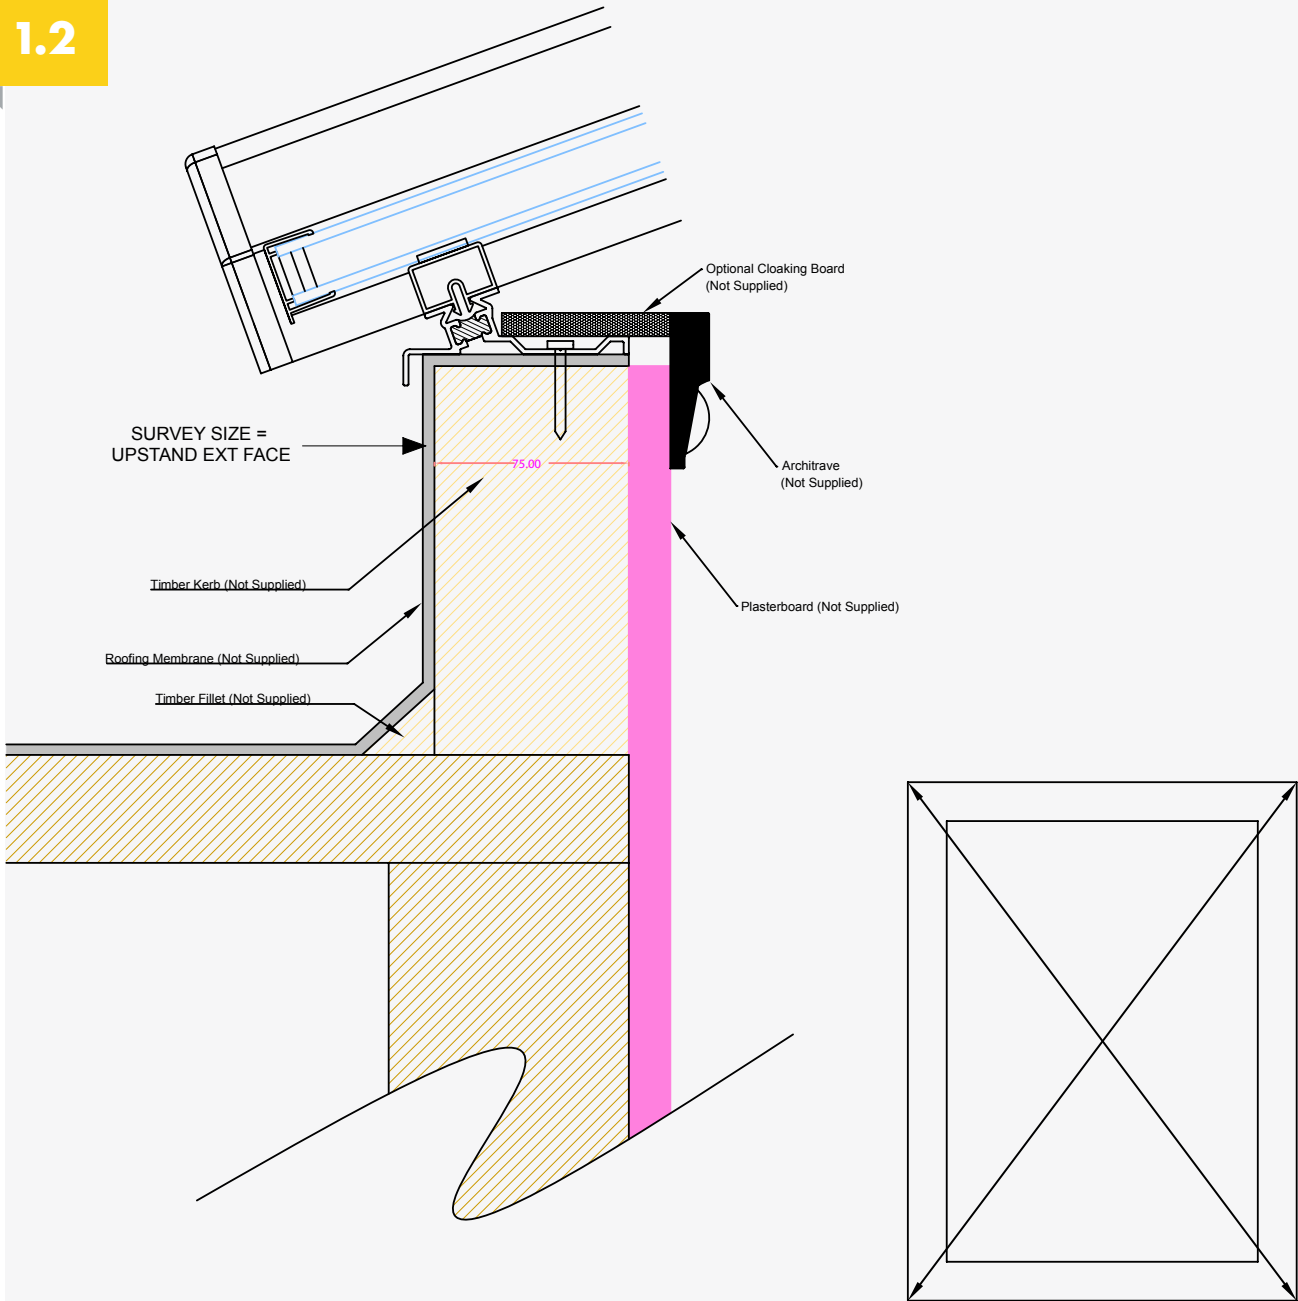 1.2
Optional Cloaking Board
(Not Supplied)
SURVEY SIZE =
UPSTAND EXT FACE
75.00
Architrave
(Not Supplied)
Timber Kerb (Not Supplied)
Plasterboard (Not Supplied)
Roofing Membrane (Not Supplied)
Timber Fillet (Not Supplied)